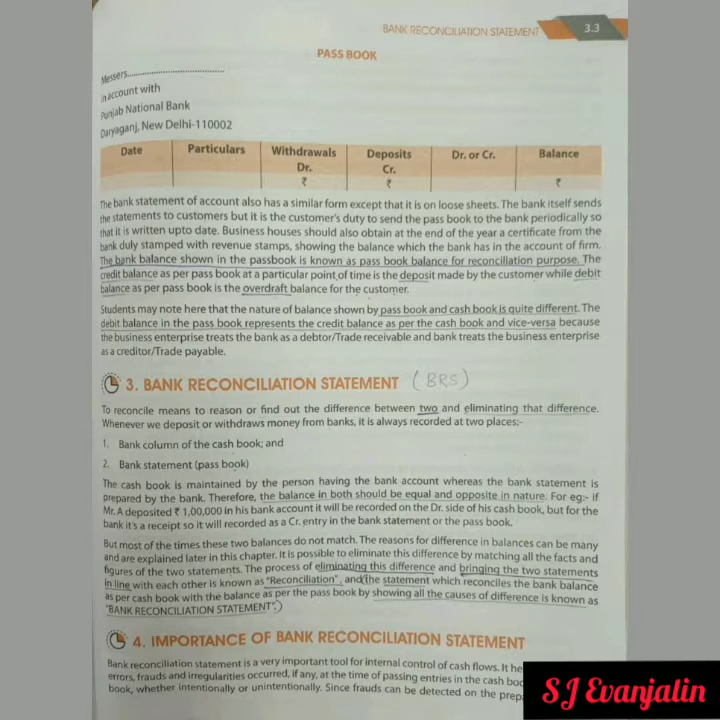 BANK RECONCILIATION STATEMENT 3.3
PASS BOOK
Messers................................
in account with
Punjab National Bank
Daryaganj, New Delhi-110002
Date Particulars Withdrawals Deposits Dr. or Cr. Balance
Dr. Cr.
₹ ₹ ₹
The bank statement of account also has a similar form except that it is on loose sheets. The bank itself sends
the statements to customers but it is the customer's duty to send the pass book to the bank periodically so
that it is written upto date. Business houses should also obtain at the end of the year a certificate from the
bank duly stamped with revenue stamps, showing the balance which the bank has in the account of firm.
The bank balance shown in the passbook is known as pass book balance for reconciliation purpose. The
credit balance as per pass book at a particular point of time is the deposit made by the customer while debit
balance as per pass book is the overdraft balance for the customer.
Students may note here that the nature of balance shown by pass book and cash book is quite different. The
debit balance in the pass book represents the credit balance as per the cash book and vice-versa because
the business enterprise treats the bank as a debtor/Trade receivable and bank treats the business enterprise
as a creditor/Trade payable.
3. BANK RECONCILIATION STATEMENT (BRS)
To reconcile means to reason or find out the difference between two and eliminating that difference.
Whenever we deposit or withdraws money from banks, it is always recorded at two places:-
1. Bank column of the cash book; and
2. Bank statement (pass book)
The cash book is maintained by the person having the bank account whereas the bank statement is
prepared by the bank. Therefore, the balance in both should be equal and opposite in nature. For eg:- if
Mr. A deposited ₹ 1,00,000 in his bank account it will be recorded on the Dr. side of his cash book, but for the
bank it's a receipt so it will recorded as a Cr. entry in the bank statement or the pass book.
But most of the times these two balances do not match. The reasons for difference in balances can be many
and are explained later in this chapter. It is possible to eliminate this difference by matching all the facts and
figures of the two statements. The process of eliminating this difference and bringing the two statements
in line with each other is known as "Reconciliation", and (the statement which reconciles the bank balance
as per cash book with the balance as per the pass book by showing all the causes of difference is known as
"BANK RECONCILIATION STATEMENT".)
4. IMPORTANCE OF BANK RECONCILIATION STATEMENT
Bank reconciliation statement is a very important tool for internal control of cash flows. It he
errors, frauds and irregularities occurred, if any, at the time of passing entries in the cash boo
book, whether intentionally or unintentionally. Since frauds can be detected on the prep
S J Evanjalin